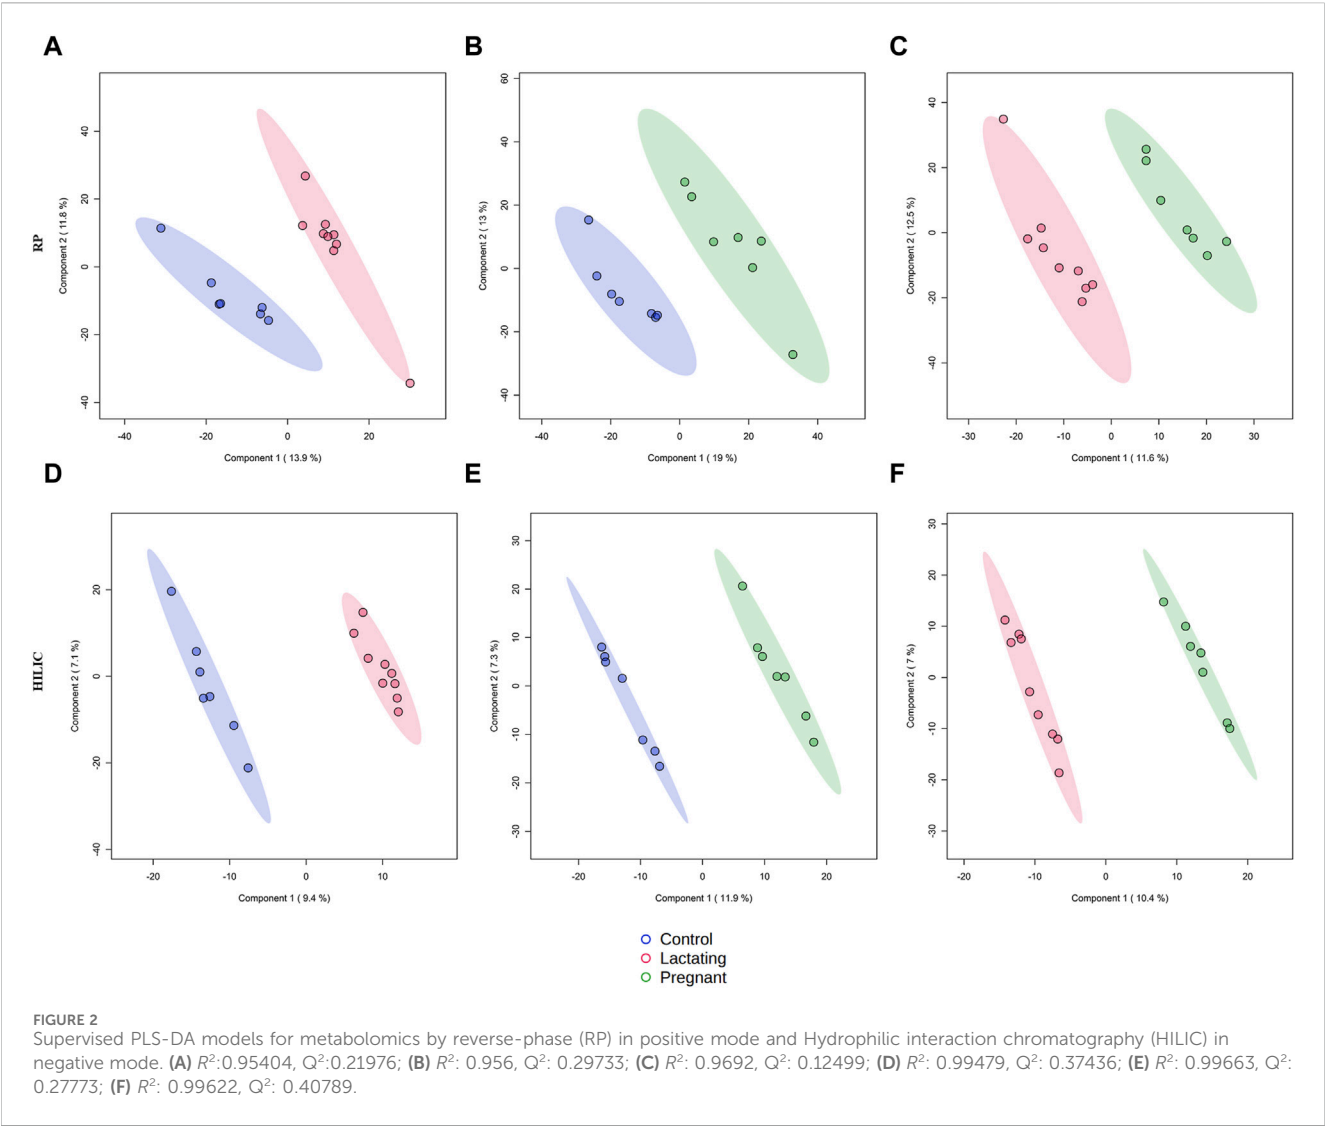 A
B
C
RP
Component 2 ( 11.8 %)
40
20
0
-20
-40
-40
-20
0
20
Component 1 ( 13.9 %)
Component 2 ( 13 %)
60
40
20
0
-20
-40
-40
-20
0
20
40
Component 1 ( 19 %)
Component 2 ( 12.5 %)
40
20
0
-20
-40
-30
-20
-10
0
10
20
30
Component 1 ( 11.6 %)
D
E
F
HILIC
Component 2 ( 7.1 %)
20
0
-20
-40
-20
-10
0
10
Component 1 ( 9.4 %)
Component 2 ( 7.3 %)
30
20
10
0
-10
-20
-30
-20
-10
0
10
20
Component 1 ( 11.9 %)
Component 2 ( 7 %)
30
20
10
0
-10
-20
-30
-20
-10
0
10
20
Component 1 ( 10.4 %)
Control
Lactating
Pregnant
FIGURE 2
Supervised PLS-DA models for metabolomics by reverse-phase (RP) in positive mode and Hydrophilic interaction chromatography (HILIC) in
negative mode. (A) R²:0.95404, Q²:0.21976; (B) R²: 0.956, Q²: 0.29733; (C) R²: 0.9692, Q²: 0.12499; (D) R²: 0.99479, Q²: 0.37436; (E) R²: 0.99663, Q²:
0.27773; (F) R²: 0.99622, Q²: 0.40789.